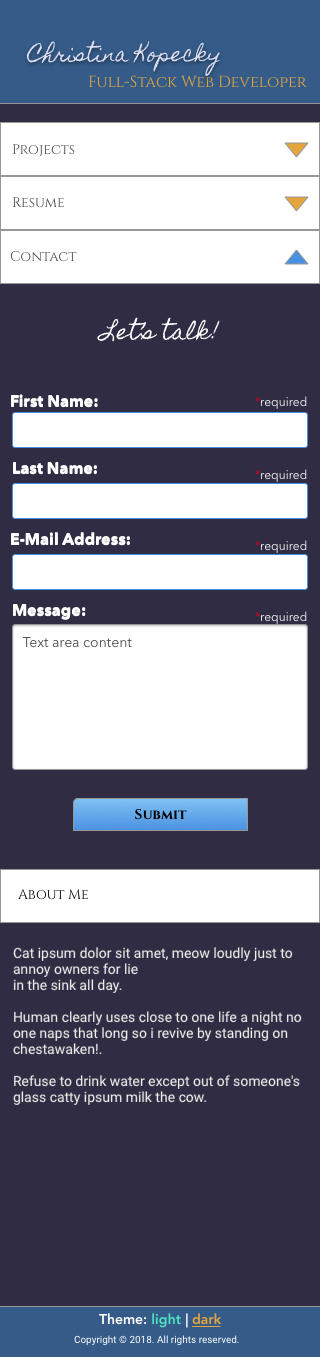 Christina Kopecky
Full-Stack Web Developer
Projects
Resume
Contact
Let's talk!
First Name:
*required
Last Name:
*required
E-Mail Address:
*required
Message:
*required
Text area content
Submit
About Me
Cat ipsum dolor sit amet, meow loudly just to
annoy owners for lie
in the sink all day.
Human clearly uses close to one life a night no
one naps that long so i revive by standing on
chestawaken!.
Refuse to drink water except out of someone's
glass catty ipsum milk the cow.
Theme: light | dark
Copyright © 2018. All rights reserved.